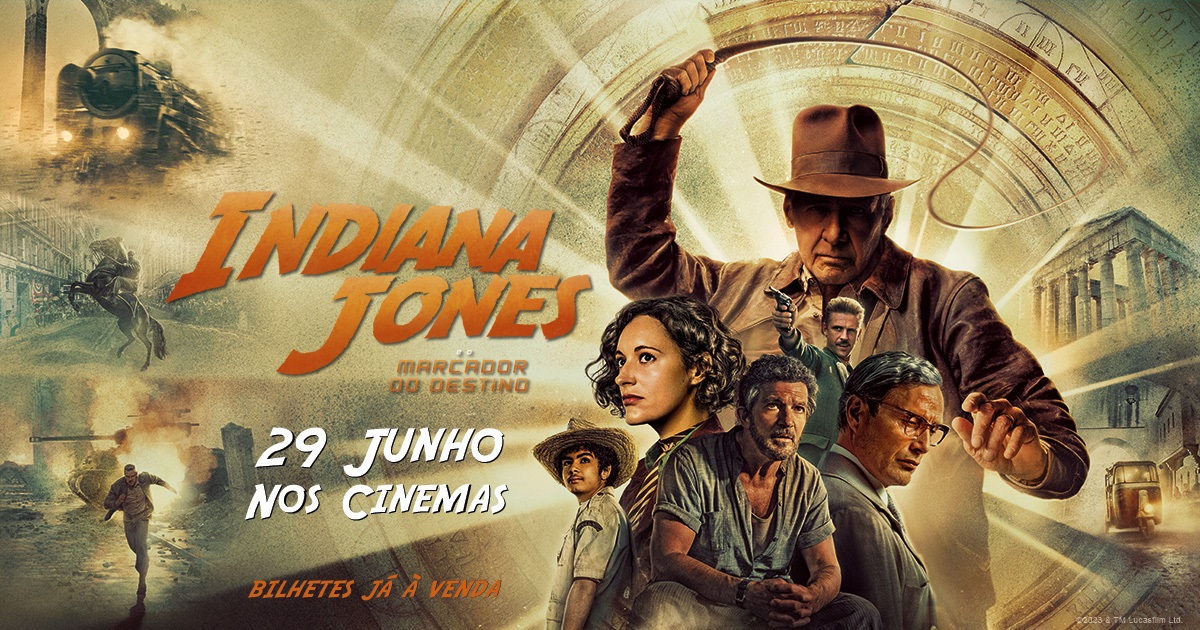 INDIANA
JONES
E O
MARCADOR
DO DESTINO
29 JUNHO
NOS CINEMAS
BILHETES JÁ À VENDA
©2023 & TM Lucasfilm Ltd.